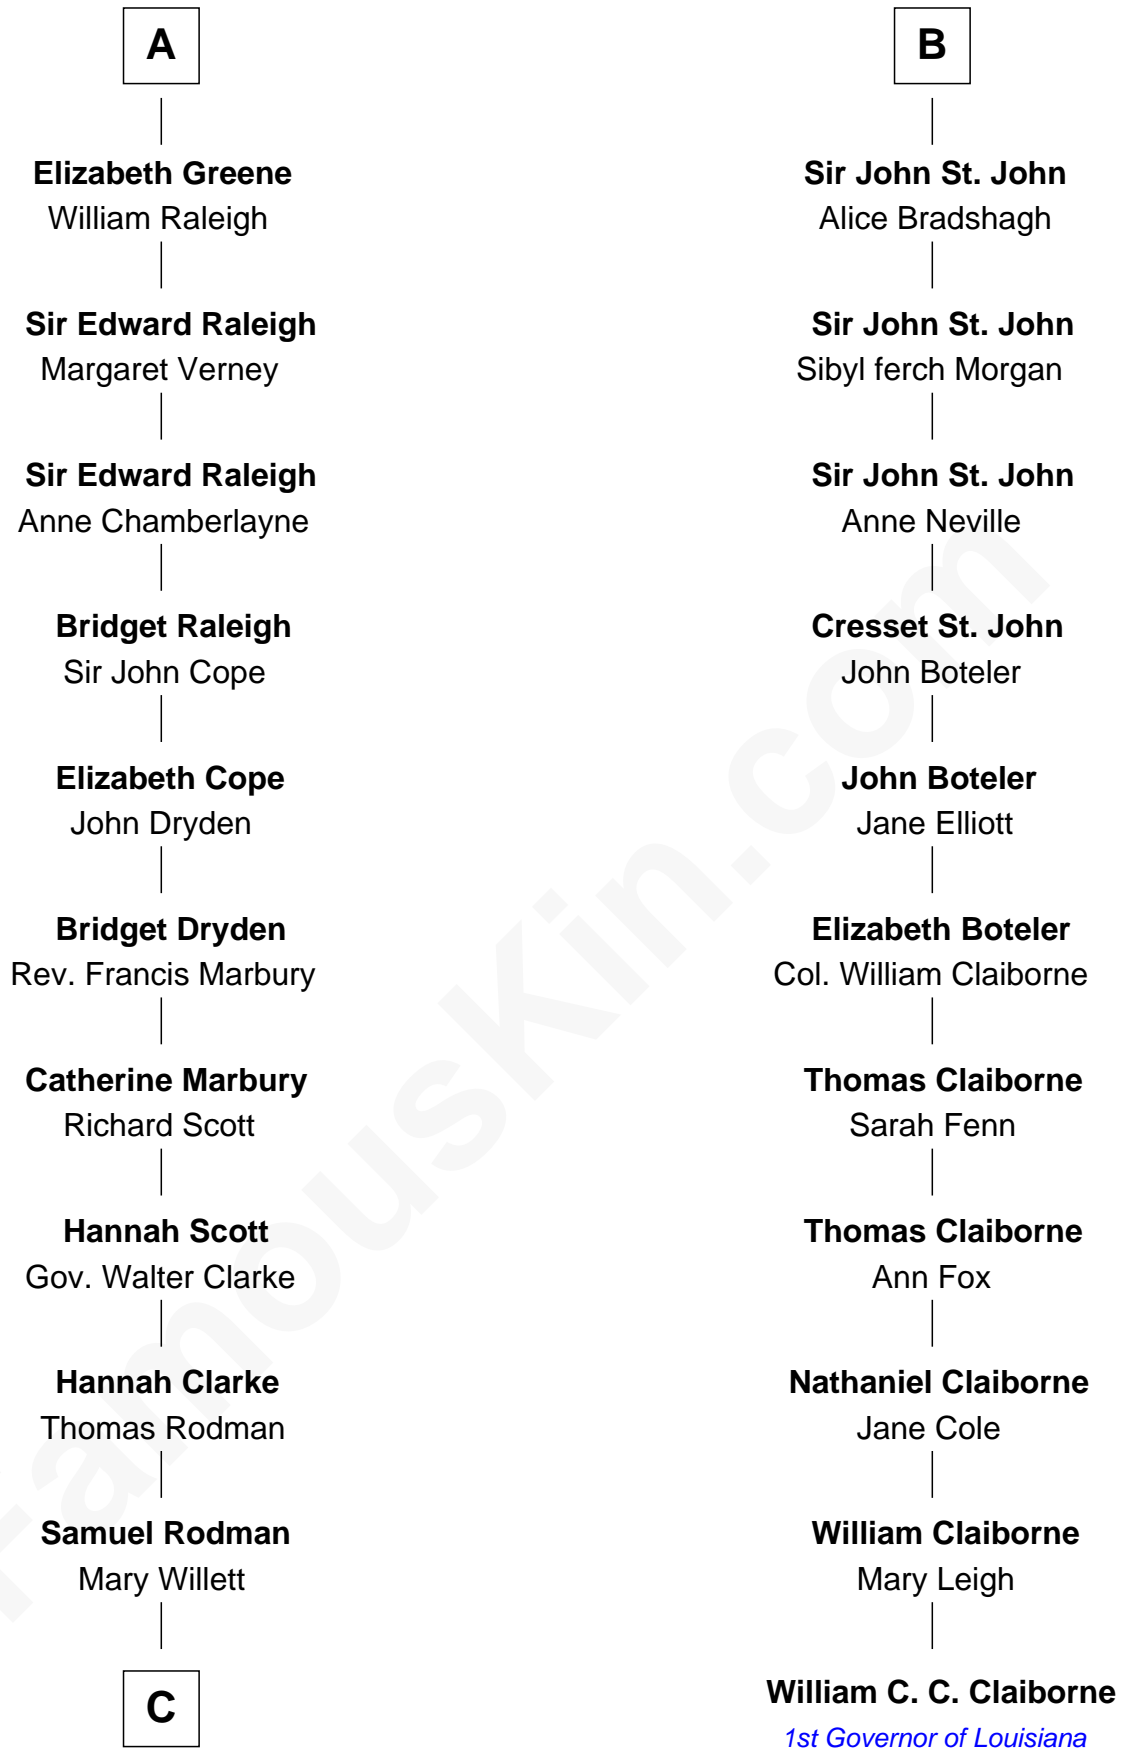 A
Elizabeth Greene
William Raleigh
Sir Edward Raleigh
Margaret Verney
Sir Edward Raleigh
Anne Chamberlayne
Bridget Raleigh
Sir John Cope
Elizabeth Cope
John Dryden
Bridget Dryden
Rev. Francis Marbury
Catherine Marbury
Richard Scott
Hannah Scott
Gov. Walter Clarke
Hannah Clarke
Thomas Rodman
Samuel Rodman
Mary Willett
C
B
Sir John St. John
Alice Bradshagh
Sir John St. John
Sibyl ferch Morgan
Sir John St. John
Anne Neville
Cresset St. John
John Boteler
John Boteler
Jane Elliott
Elizabeth Boteler
Col. William Claiborne
Thomas Claiborne
Sarah Fenn
Thomas Claiborne
Ann Fox
Nathaniel Claiborne
Jane Cole
William Claiborne
Mary Leigh
William C. C. Claiborne
1st Governor of Louisiana
FamousKin.com